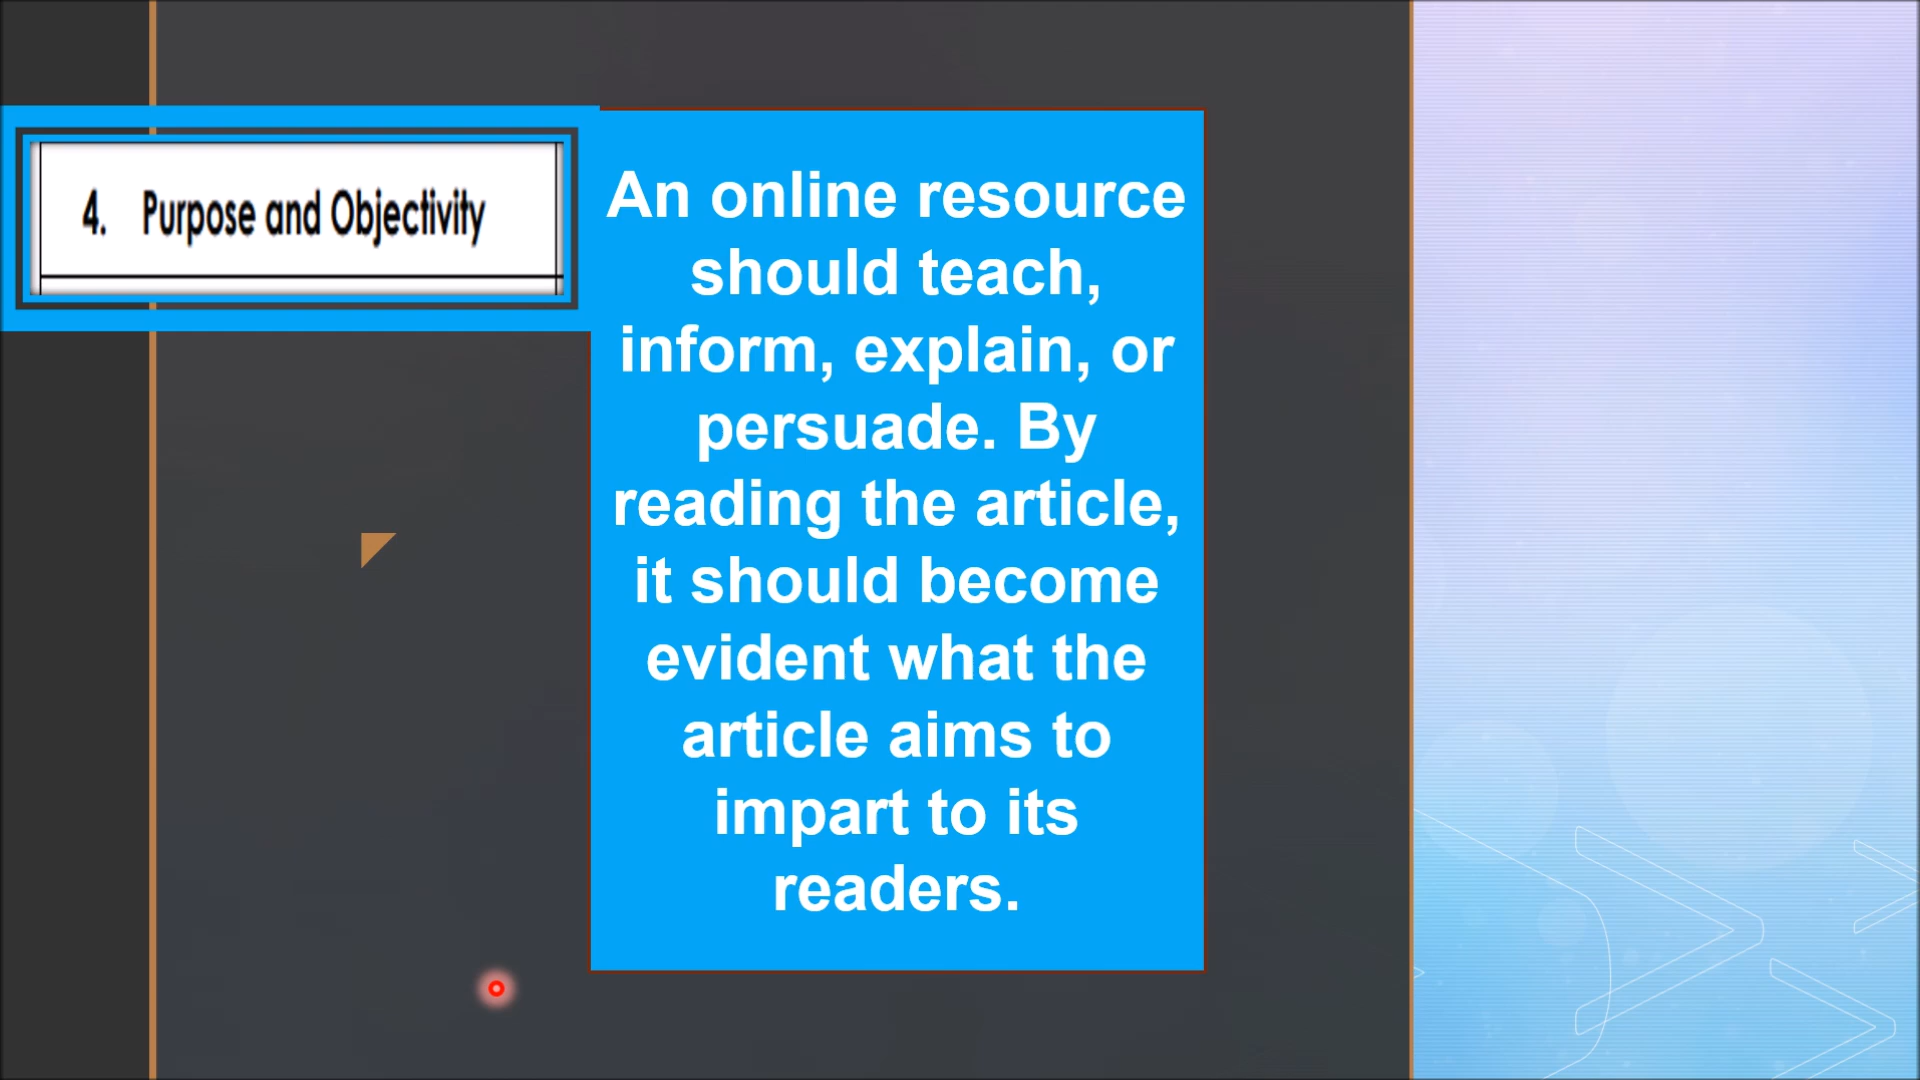 4. Purpose and Objectivity
An online resource
should teach,
inform, explain, or
persuade. By
reading the article,
it should become
evident what the
article aims to
impart to its
readers.